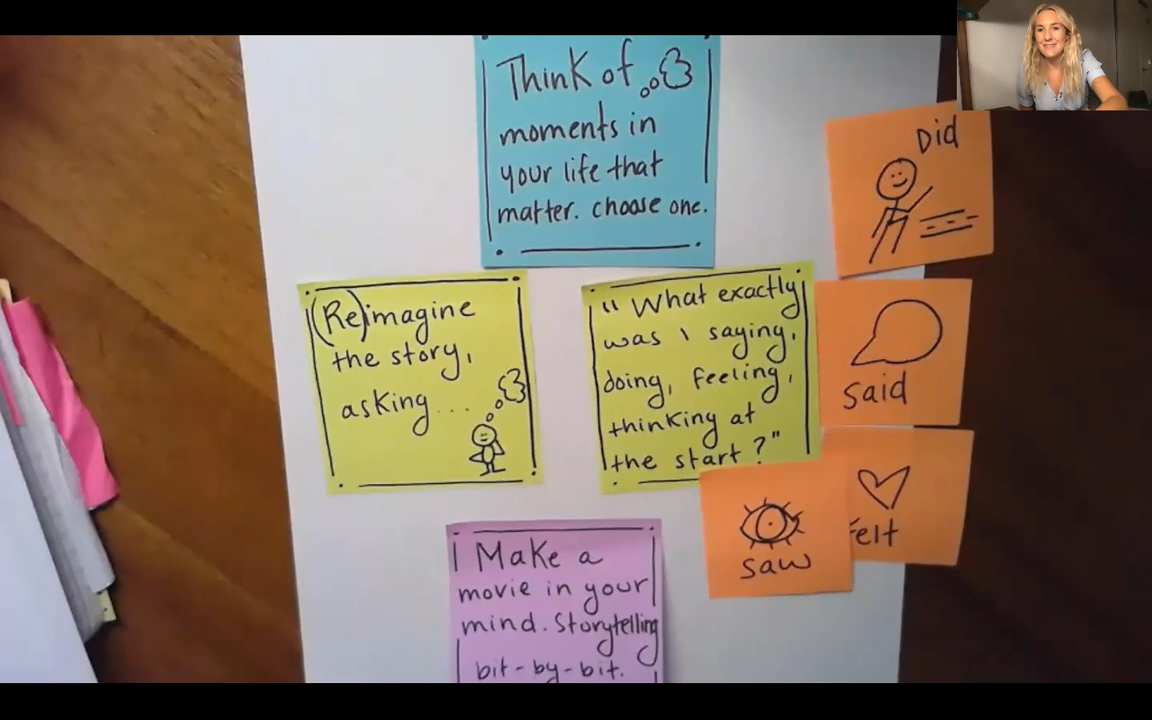 Think of
moments in
your life that
matter. choose one.
(Re)imagine
the story,
asking...
"What exactly
was I saying,
doing, feeling,
thinking at
the start?"
Make a
movie in your
mind. Storytelling
bit-by-bit.
Did
said
Felt
saw